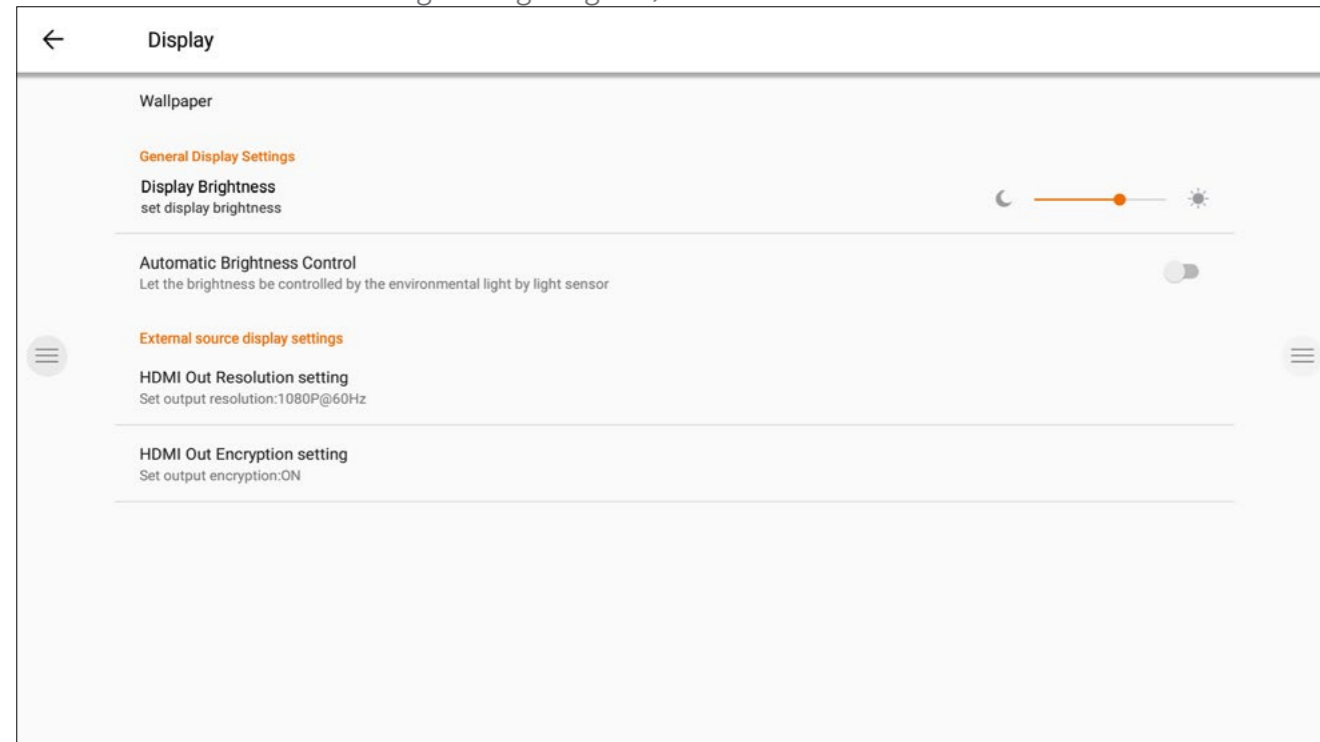 Display
Wallpaper
General Display Settings
Display Brightness
set display brightness
Automatic Brightness Control
Let the brightness be controlled by the environmental light by light sensor
External source display settings
HDMI Out Resolution setting
Set output resolution:1080P@60Hz
HDMI Out Encryption setting
Set output encryption:ON